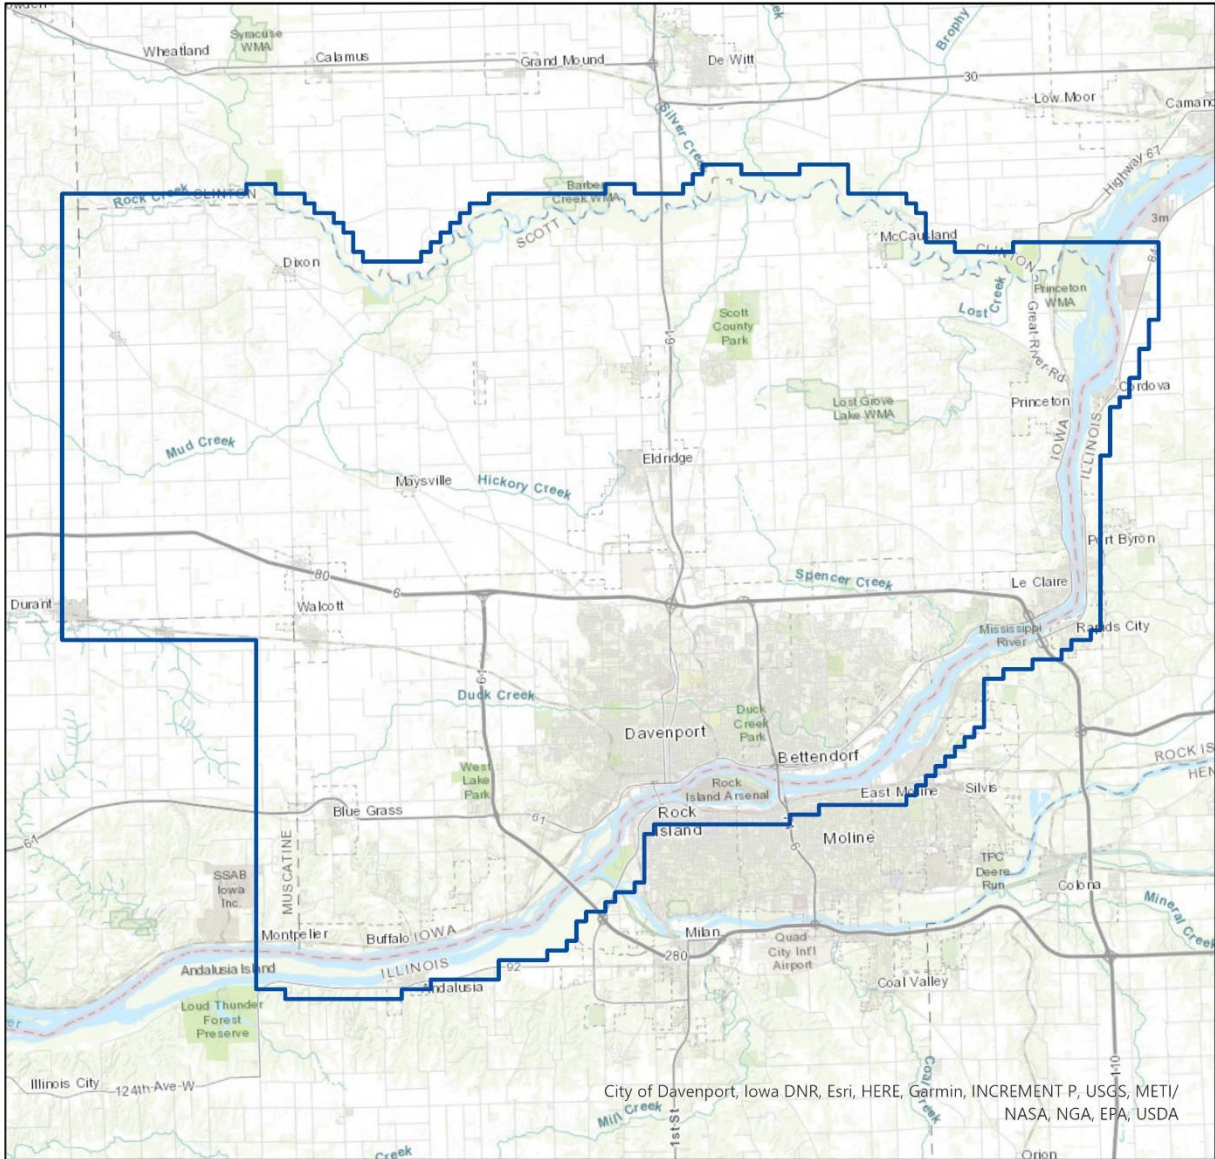 Syracuse
WMA
Wheatland
Calamus
Grand Mound
De Witt
Brophy
30
Low Moor
Silver Creek
Highway 67
Rock Creek
CLINTON
Barber
Creek WMA
SCOTT
3m
McCausland
CLINTON
84
Dixon
Lost Creek
Princeton
WMA
Great River Rd
Scott
County
Park
61
Cordova
Lost Grove
Lake WMA
Princeton
IOWA
ILLINOIS
Mud Creek
Eldridge
Maysville
Hickory Creek
Port Byron
80
6
Spencer Creek
Le Claire
Durant
Walcott
Mississippi
River
Rapids City
61
Duck Creek
Davenport
Duck
Creek
Park
Bettendorf
West
Lake
Park
Rock
Island Arsenal
East Moline
Silvis
Blue Grass
61
61
Rock
Island
Moline
6
MUSCATINE
SSAB
Iowa
Inc.
TPC
Deere
Run
Colona
Mineral Creek
Montpelier
Buffalo
IOWA
Milan
Quad
City Int'l
Airport
Andalusia Island
ILLINOIS
92
280
Andalusia
Coal Valley
Loud Thunder
Forest
Preserve
Illinois City
124th Ave W
Coal Creek
City of Davenport, Iowa DNR, Esri, HERE, Garmin, INCREMENT P, USGS, METI/
NASA, NGA, EPA, USDA
Mill Creek
1st St
Creek
Orion